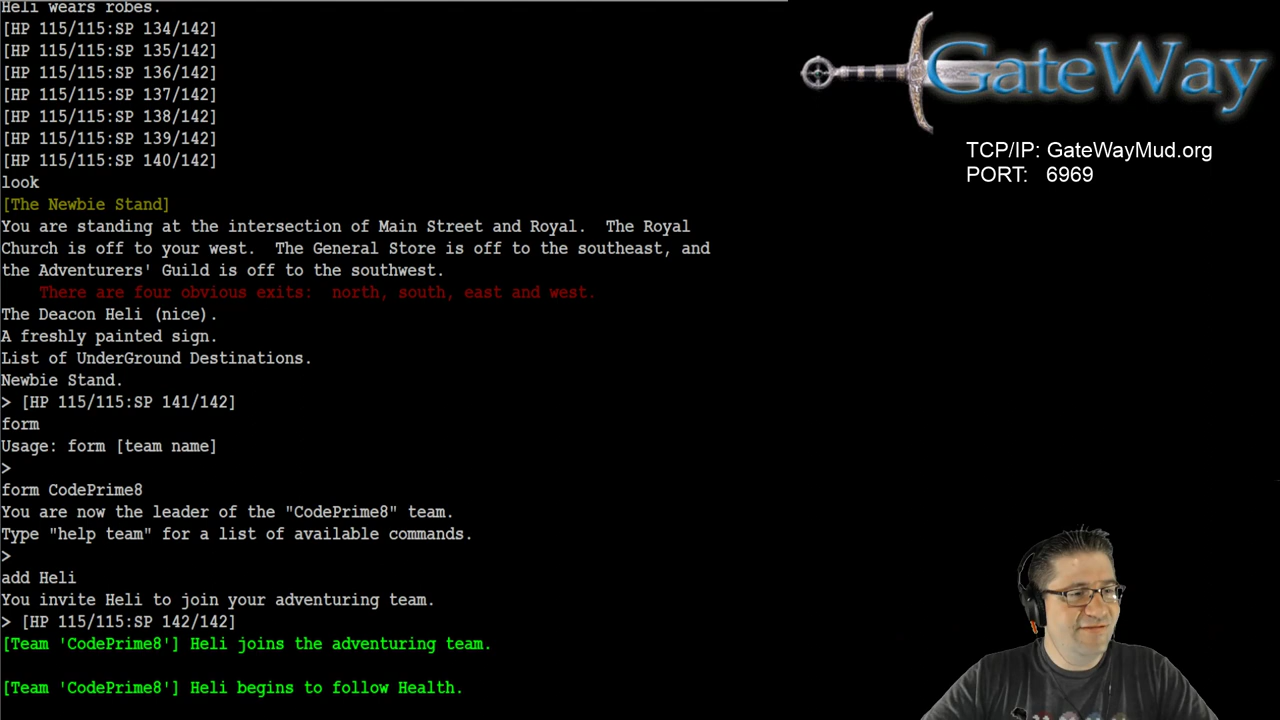 Heli wears robes.
[HP 115/115:SP 134/142]
[HP 115/115:SP 135/142]
[HP 115/115:SP 136/142]
[HP 115/115:SP 137/142]
[HP 115/115:SP 138/142]
[HP 115/115:SP 139/142]
[HP 115/115:SP 140/142]
look
[The Newbie Stand]
You are standing at the intersection of Main Street and Royal.  The Royal
Church is off to your west.  The General Store is off to the southeast, and
the Adventurers' Guild is off to the southwest.
    There are four obvious exits:  north, south, east and west.
The Deacon Heli (nice).
A freshly painted sign.
List of UnderGround Destinations.
Newbie Stand.
> [HP 115/115:SP 141/142]
form
Usage: form [team name]
>
form CodePrime8
You are now the leader of the "CodePrime8" team.
Type "help team" for a list of available commands.
>
add Heli
You invite Heli to join your adventuring team.
> [HP 115/115:SP 142/142]
[Team 'CodePrime8'] Heli joins the adventuring team.
[Team 'CodePrime8'] Heli begins to follow Health.
GateWay
TCP/IP: GateWayMud.org
PORT:   6969